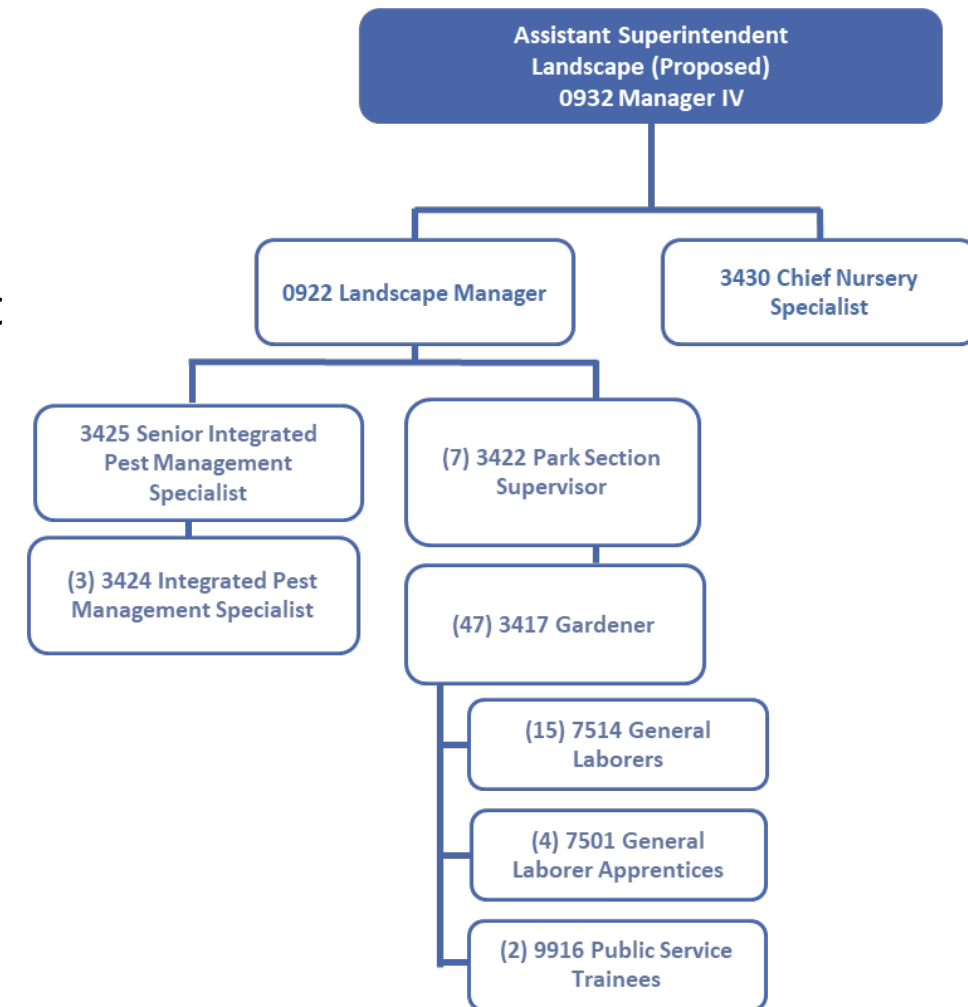 Assistant Superintendent
Landscape (Proposed)
0932 Manager IV
0922 Landscape Manager
3430 Chief Nursery
Specialist
3425 Senior Integrated
Pest Management
Specialist
(7) 3422 Park Section
Supervisor
(3) 3424 Integrated Pest
Management Specialist
(47) 3417 Gardener
(15) 7514 General
Laborers
(4) 7501 General
Laborer Apprentices
(2) 9916 Public Service
Trainees